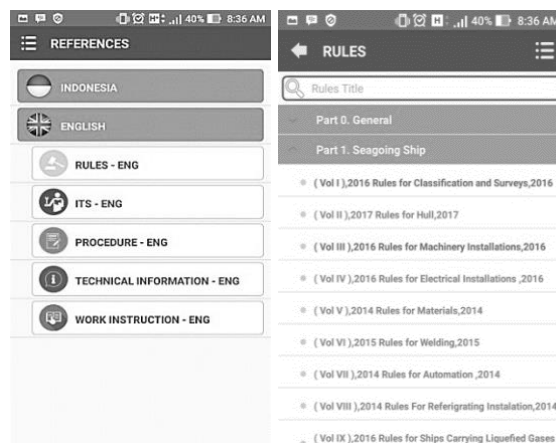 40% 8:36 AM
REFERENCES
INDONESIA
ENGLISH
RULES - ENG
ITS - ENG
PROCEDURE - ENG
TECHNICAL INFORMATION - ENG
WORK INSTRUCTION - ENG
40% 8:36 AM
RULES
Rules Title
Part 0. General
Part 1. Seagoing Ship
( Vol I ),2016 Rules for Classification and Surveys,2016
( Vol II ),2017 Rules for Hull,2017
( Vol III ),2016 Rules for Machinery Installations,2016
( Vol IV ),2016 Rules for Electrical Installations ,2016
( Vol V ),2014 Rules for Materials,2014
( Vol VI ),2015 Rules for Welding,2015
( Vol VII ),2014 Rules for Automation ,2014
( Vol VIII ),2014 Rules For Referigrating Instalation,2014
( Vol IX ),2016 Rules for Ships Carrying Liquefied Gases